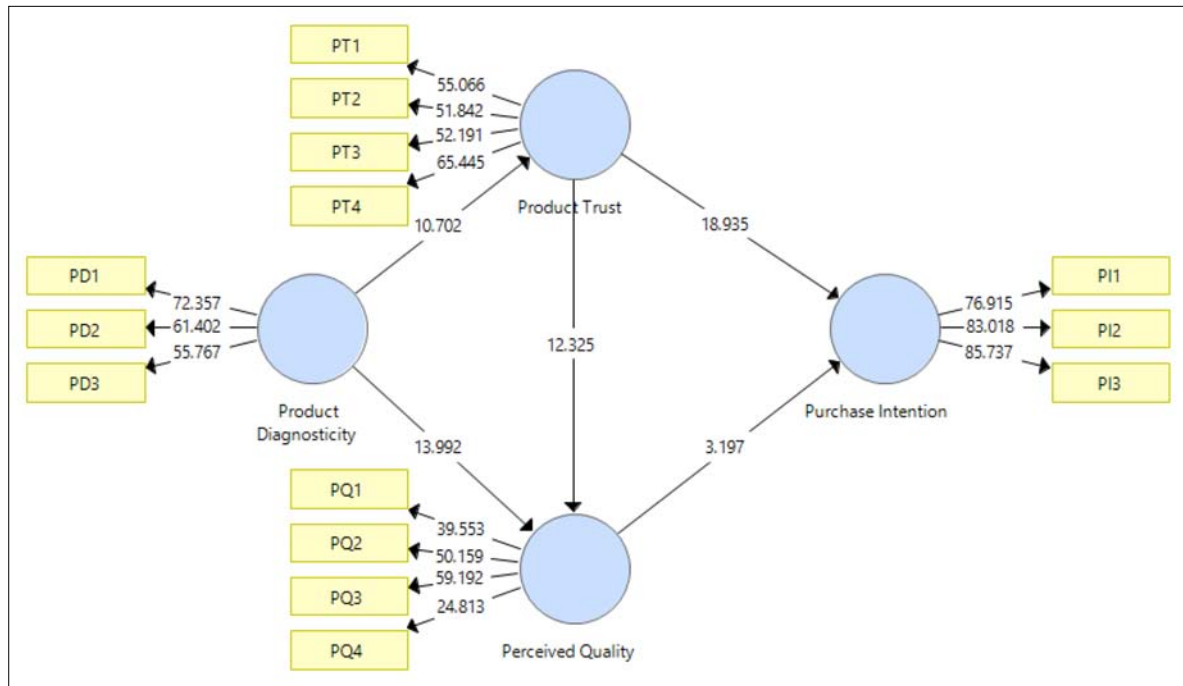 PT1
55.066
PT2
51.842
52.191
PT3
65.445
PT4
Product Trust
10.702
18.935
PD1
72.357
PD2
61.402
55.767
PD3
Product
Diagnosticity
12.325
PI1
76.915
83.018
PI2
85.737
PI3
Purchase Intention
13.992
3.197
PQ1
39.553
PQ2
50.159
59.192
PQ3
24.813
PQ4
Perceived Quality